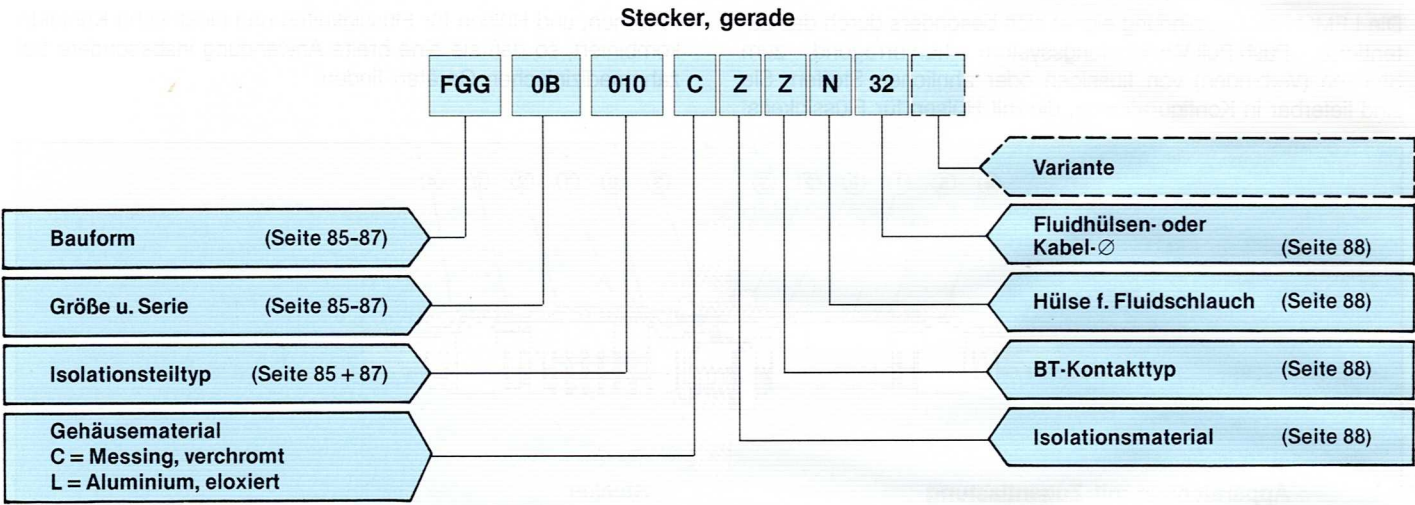 Stecker, gerade
FGG 0B 010 C Z Z N 32
Variante
Bauform (Seite 85-87)
Fluidhülsen- oder
Kabel-∅ (Seite 88)
Größe u. Serie (Seite 85-87)
Hülse f. Fluidschlauch (Seite 88)
Isolationsteiltyp (Seite 85 + 87)
BT-Kontakttyp (Seite 88)
Gehäusematerial
C = Messing, verchromt
L = Aluminium, eloxiert
Isolationsmaterial (Seite 88)